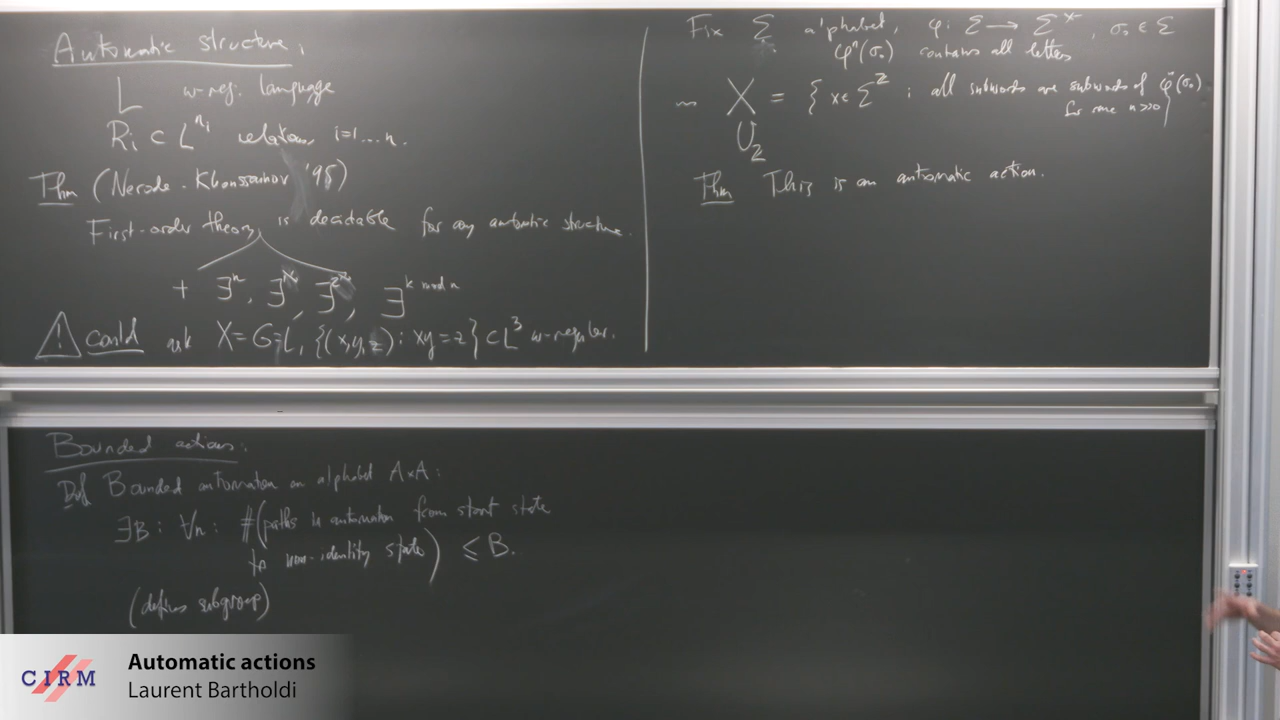 Automatic structure:
L ω-reg. language
Rᵢ ⊂ L^{nᵢ} relations, i=1...n.
Thm (Nerode - Khoussainov '95)
First-order theory is decidable for any automatic structure.
+ ∃^n, ∃^{ℵ₀}, ∃^{2^{ℵ₀}}, ∃^{k mod n}
⚠ could ask X=G=L, {(x,y,z): xy=z} ⊂ L³ ω-regular.
Fix Σ alphabet, φ: Σ → Σ*, σ₀ ∈ Σ
φⁿ(σ₀) contains all letters
⇝ X = { x∈Σ^ℤ : all subwords are subwords of φⁿ(σ₀)
for some n>>0 }
ℤ
Thm This is an automatic action.
Bounded actions:
Def Bounded automaton on alphabet A×A:
∃B: ∀n: #(paths in automaton from start state
to non-identity state) ≤ B.
(defines subgroup)
CIRM
Automatic actions
Laurent Bartholdi